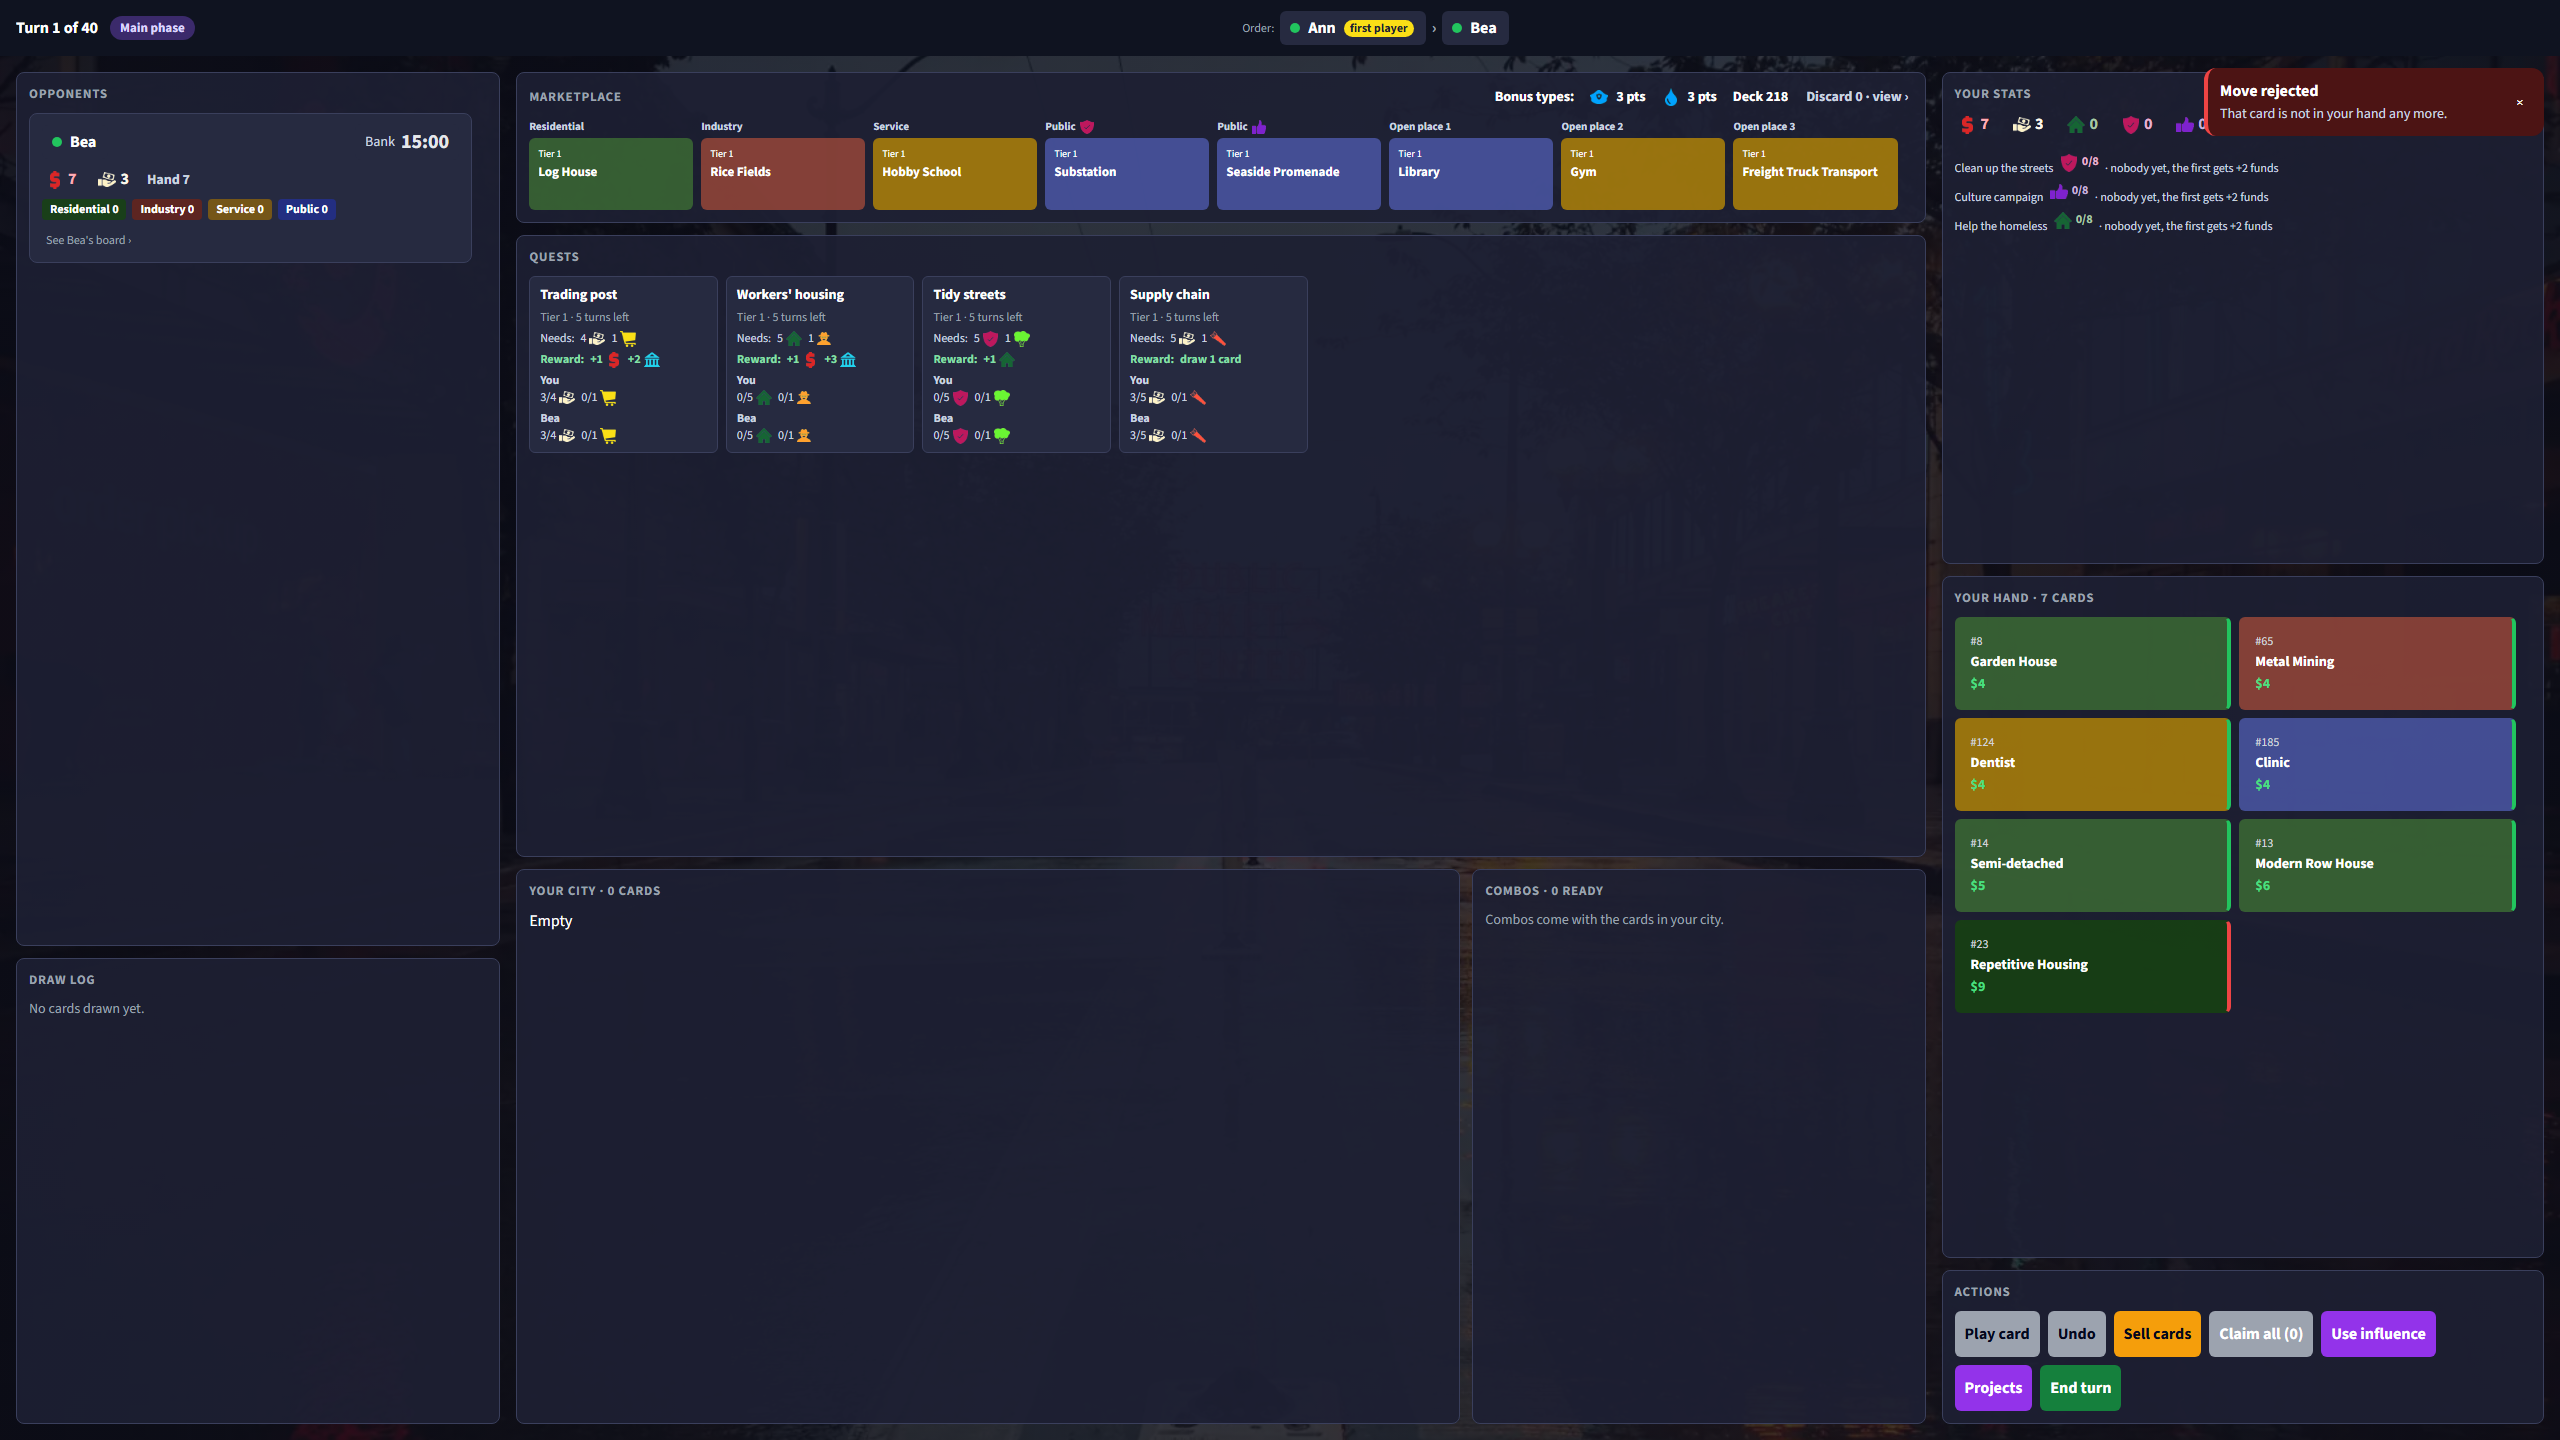 Turn 1 of 40 Main phase
Order: Ann first player › Bea
OPPONENTS
Bea Bank 15:00
7 3 Hand 7
Residential 0 Industry 0 Service 0 Public 0
See Bea's board ›
DRAW LOG
No cards drawn yet.
MARKETPLACE
Bonus types: 3 pts 3 pts Deck 218 Discard 0 · view ›
Residential
Tier 1
Log House
Industry
Tier 1
Rice Fields
Service
Tier 1
Hobby School
Public
Tier 1
Substation
Public
Tier 1
Seaside Promenade
Open place 1
Tier 1
Library
Open place 2
Tier 1
Gym
Open place 3
Tier 1
Freight Truck Transport
QUESTS
Trading post
Tier 1 · 5 turns left
Needs: 4 1
Reward: +1 +2
You
3/4 0/1
Bea
3/4 0/1
Workers' housing
Tier 1 · 5 turns left
Needs: 5 1
Reward: +1 +3
You
0/5 0/1
Bea
0/5 0/1
Tidy streets
Tier 1 · 5 turns left
Needs: 5 1
Reward: +1
You
0/5 0/1
Bea
0/5 0/1
Supply chain
Tier 1 · 5 turns left
Needs: 5 1
Reward: draw 1 card
You
3/5 0/1
Bea
3/5 0/1
YOUR CITY · 0 CARDS
Empty
COMBOS · 0 READY
Combos come with the cards in your city.
YOUR STATS
7 3 0 0 0
Move rejected
That card is not in your hand any more.
×
Clean up the streets 0/8 · nobody yet, the first gets +2 funds
Culture campaign 0/8 · nobody yet, the first gets +2 funds
Help the homeless 0/8 · nobody yet, the first gets +2 funds
YOUR HAND · 7 CARDS
#8
Garden House
$4
#65
Metal Mining
$4
#124
Dentist
$4
#185
Clinic
$4
#14
Semi-detached
$5
#13
Modern Row House
$6
#23
Repetitive Housing
$9
ACTIONS
Play card Undo Sell cards Claim all (0) Use influence
Projects End turn